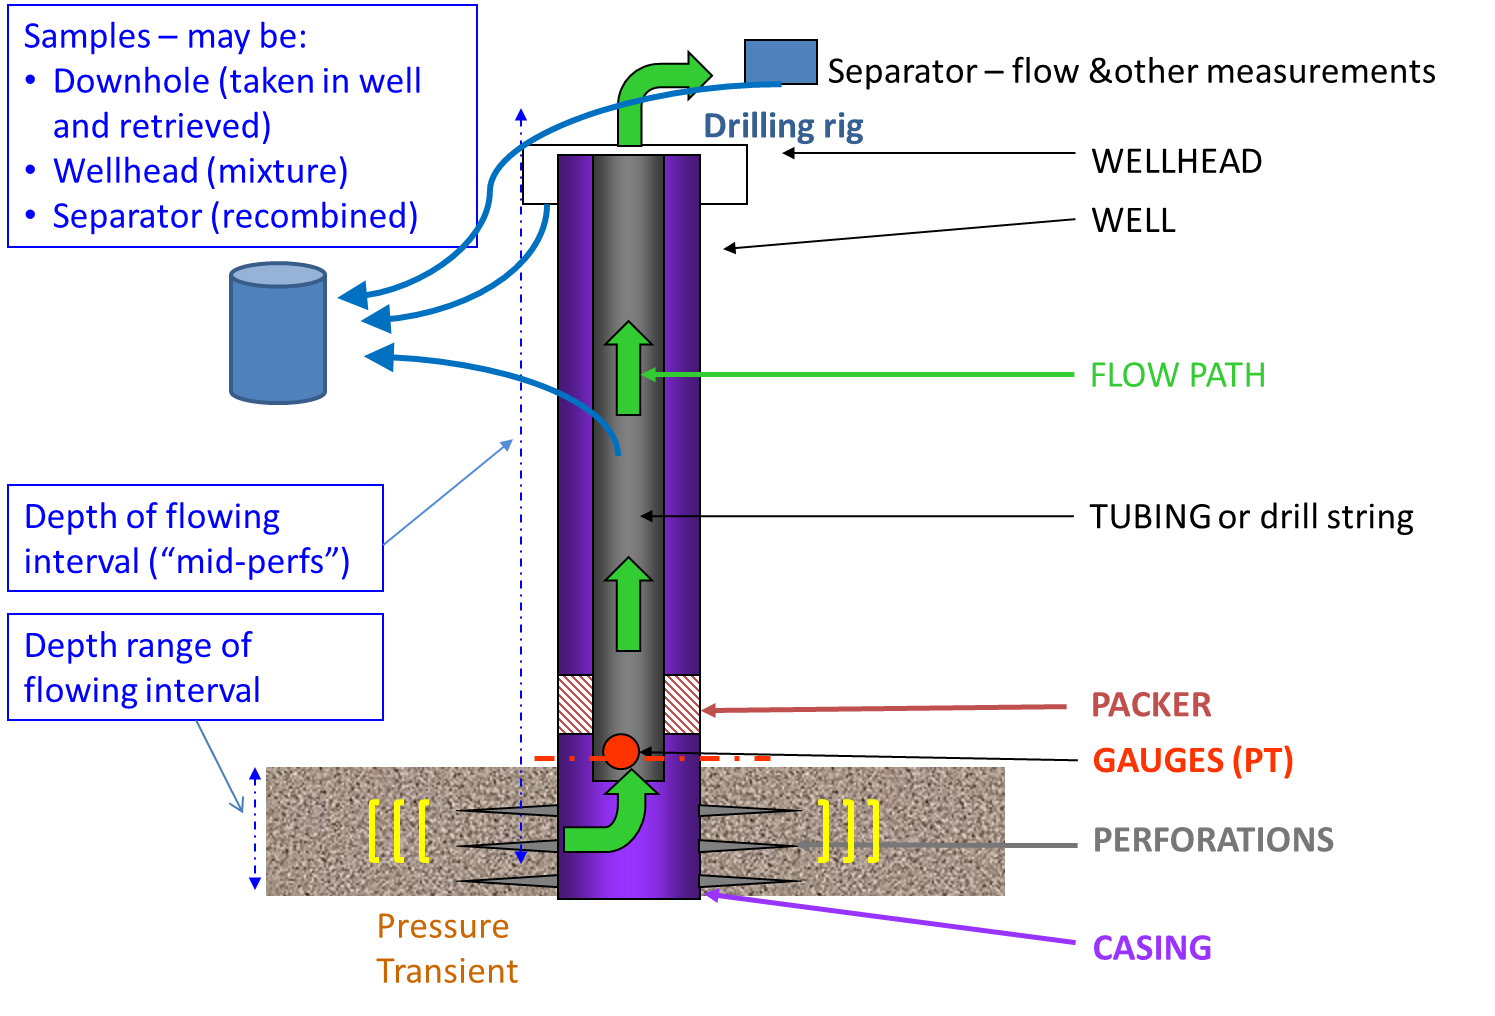 Samples – may be:
• Downhole (taken in well
and retrieved)
• Wellhead (mixture)
• Separator (recombined)
Separator – flow &other measurements
Drilling rig
WELLHEAD
WELL
FLOW PATH
Depth of flowing
interval (“mid-perfs”)
TUBING or drill string
Depth range of
flowing interval
PACKER
GAUGES (PT)
PERFORATIONS
Pressure
Transient
CASING